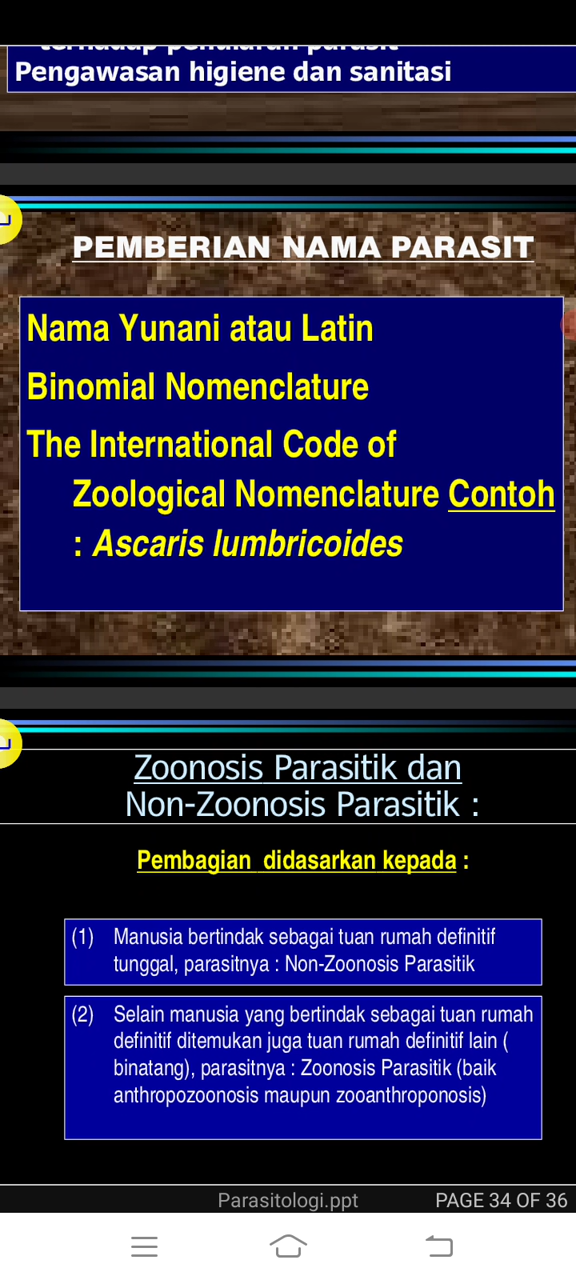 terhadap penularan parasit
Pengawasan higiene dan sanitasi
PEMBERIAN NAMA PARASIT
Nama Yunani atau Latin
Binomial Nomenclature
The International Code of
Zoological Nomenclature Contoh
: Ascaris lumbricoides
Zoonosis Parasitik dan
Non-Zoonosis Parasitik :
Pembagian didasarkan kepada :
(1) Manusia bertindak sebagai tuan rumah definitif
tunggal, parasitnya : Non-Zoonosis Parasitik
(2) Selain manusia yang bertindak sebagai tuan rumah
definitif ditemukan juga tuan rumah definitif lain (
binatang), parasitnya : Zoonosis Parasitik (baik
anthropozoonosis maupun zooanthroponosis)
Parasitologi.ppt PAGE 34 OF 36